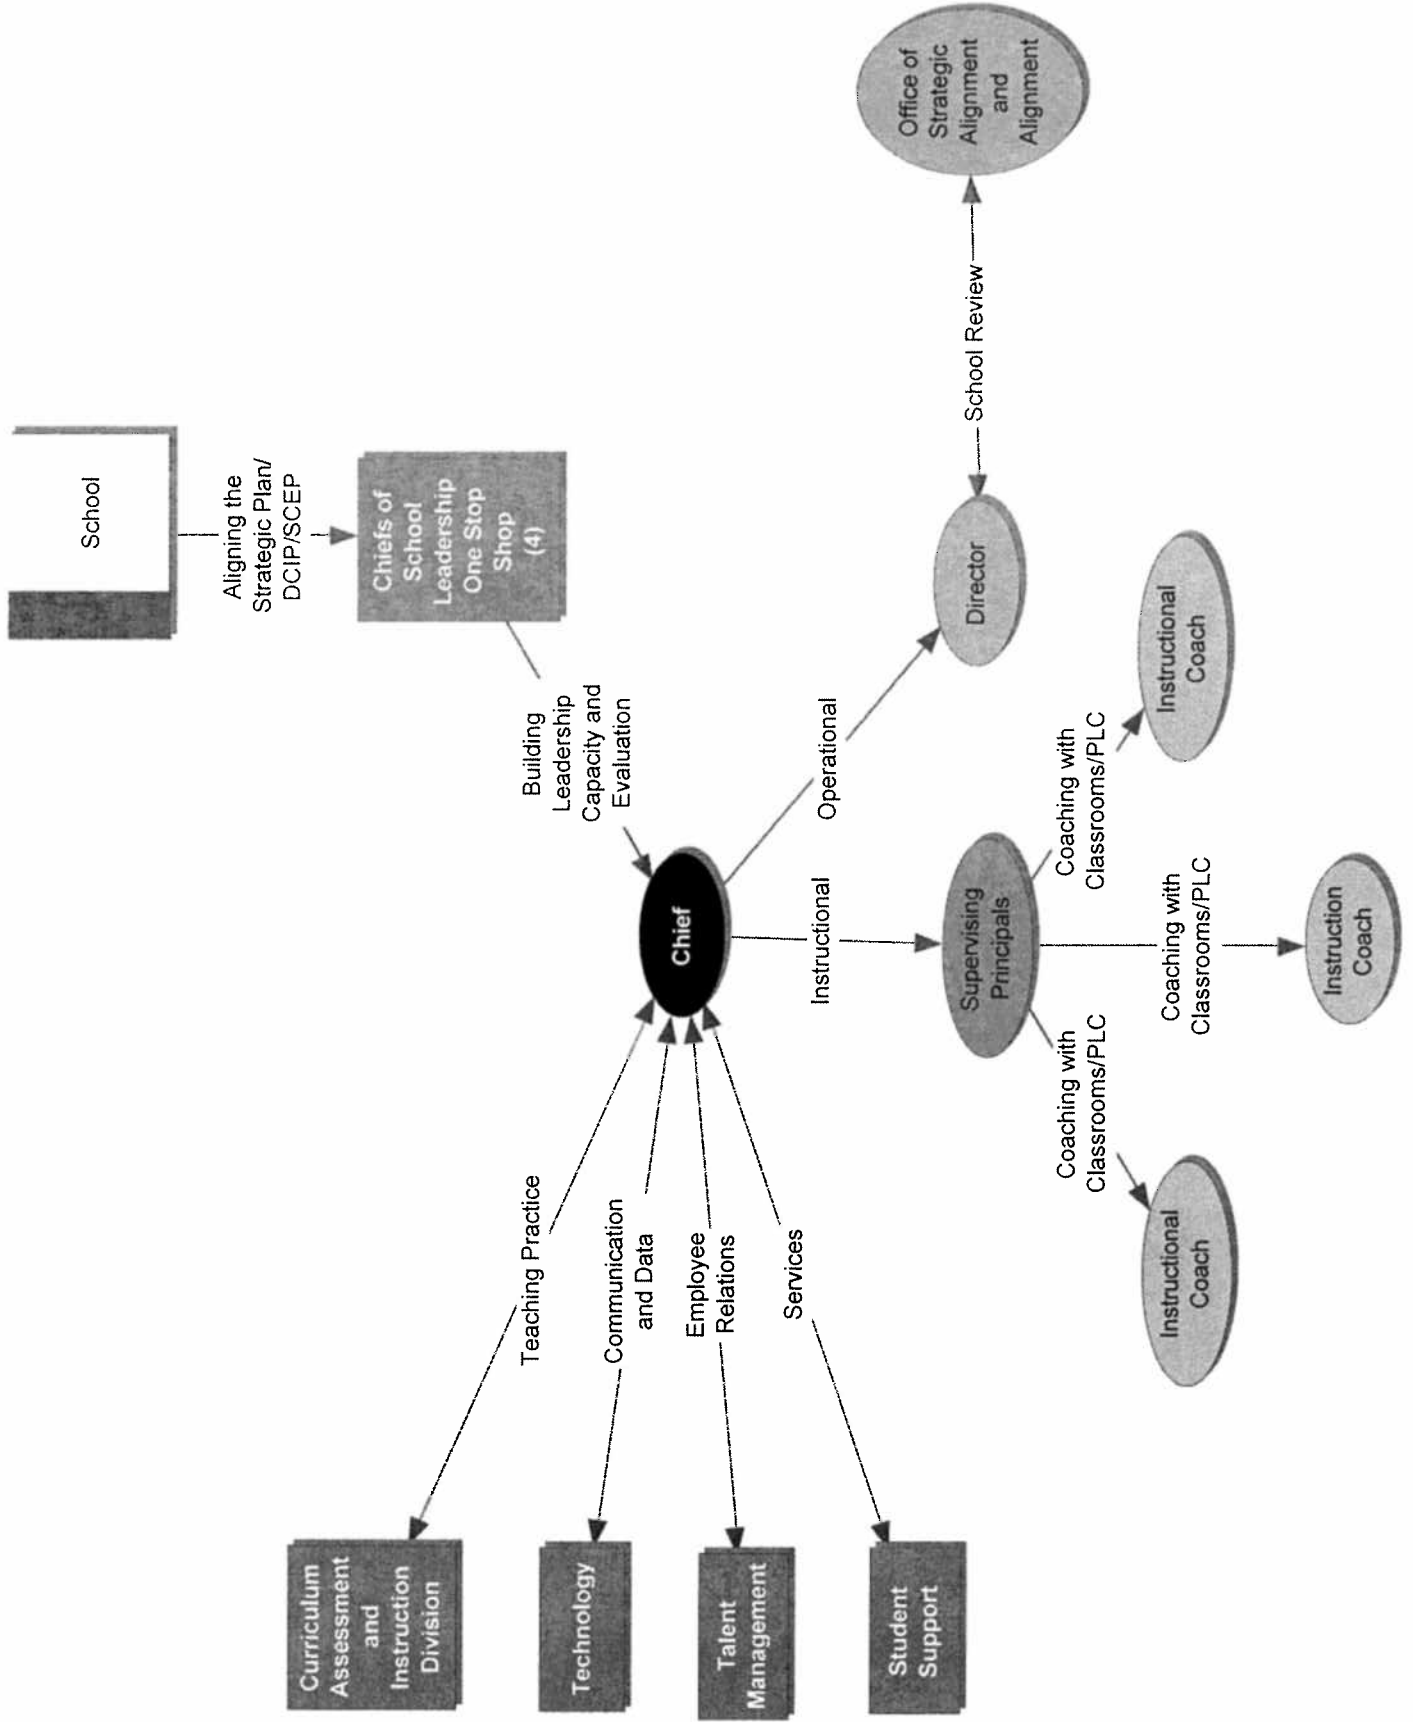 School
Aligning the
Strategic Plan/
DCIP/SCEP
Chiefs of
School
Leadership
One Stop
Shop
(4)
Building
Leadership
Capacity and
Evaluation
Chief
Curriculum
Assessment
and
Instruction
Division
Teaching Practice
Technology
Communication
and Data
Talent
Management
Employee
Relations
Student
Support
Services
Instructional
Operational
Supervising
Principals
Director
School Review
Office of
Strategic
Alignment
and
Alignment
Coaching with
Classrooms/PLC
Coaching with
Classrooms/PLC
Coaching with
Classrooms/PLC
Instructional
Coach
Instruction
Coach
Instructional
Coach